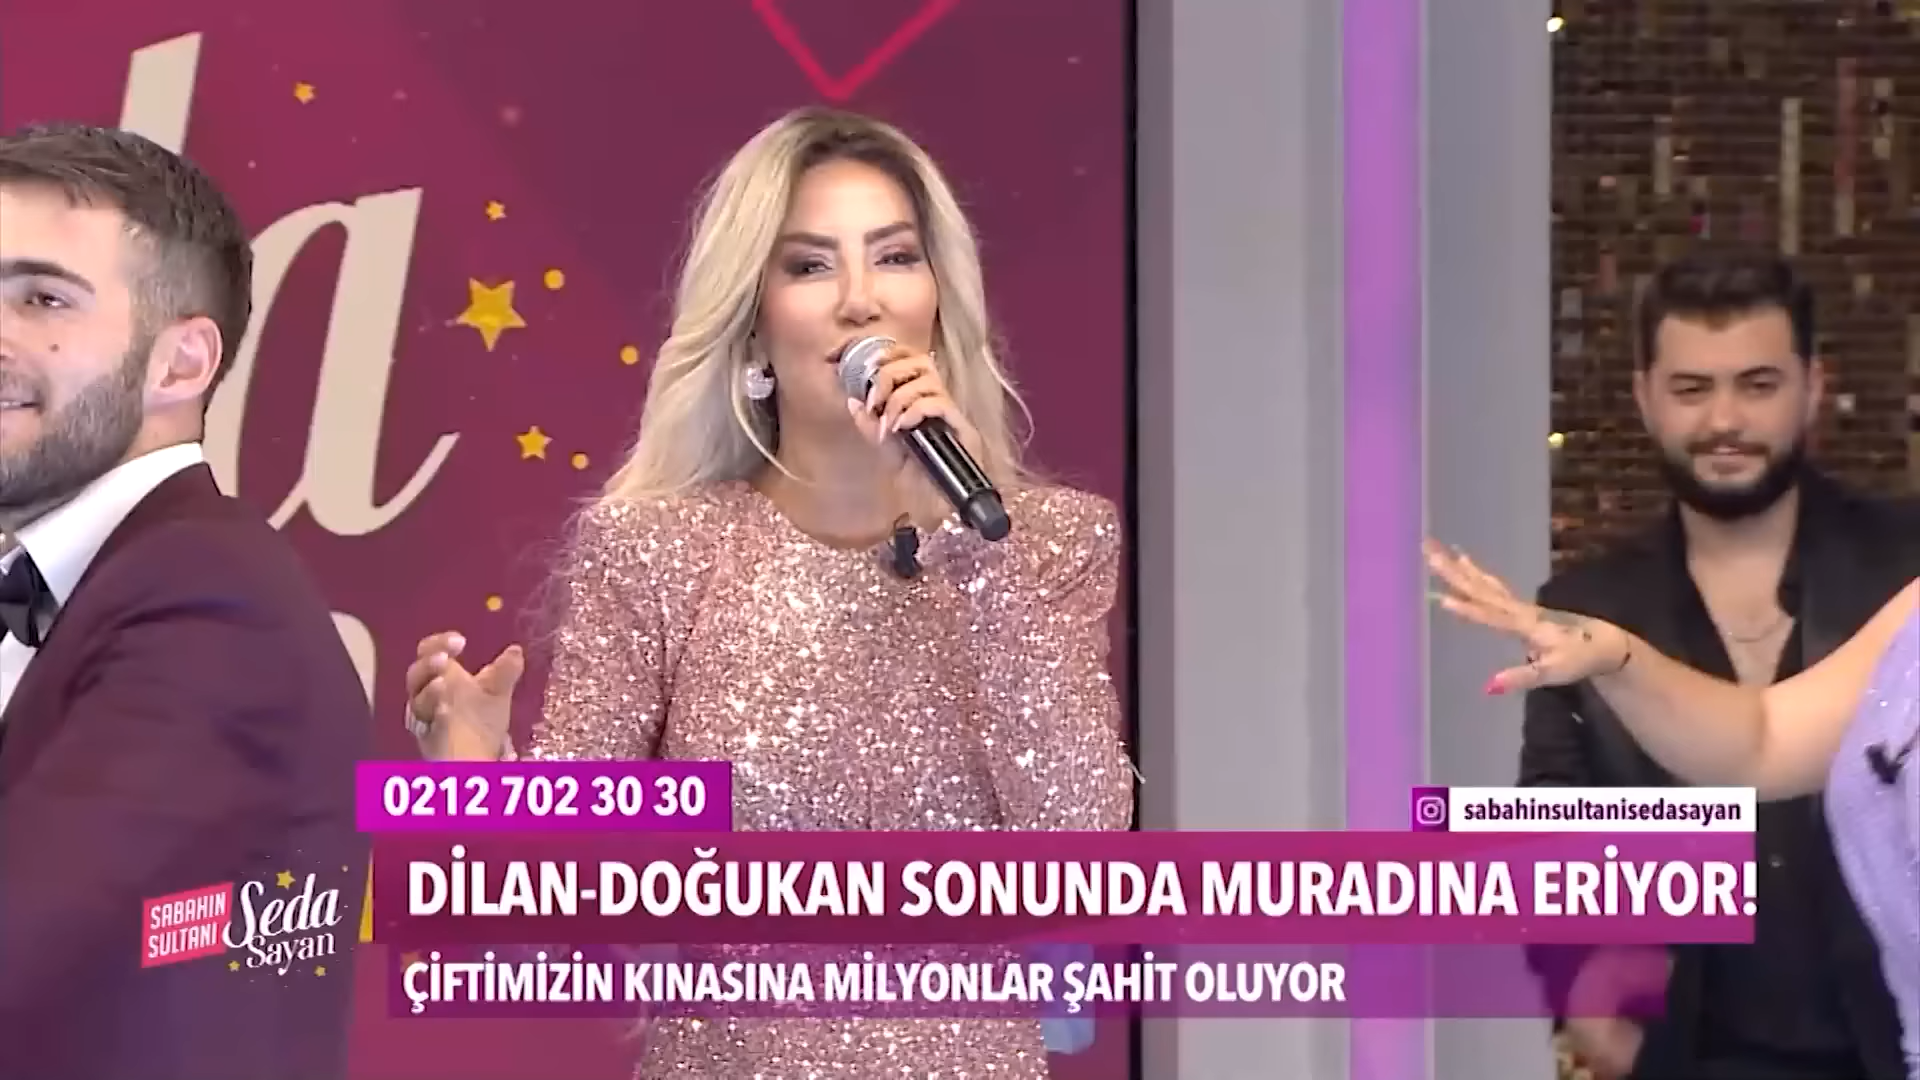 0212 702 30 30
sabahinsultanisedasayan
DİLAN-DOĞUKAN SONUNDA MURADINA ERİYOR!
SABAHIN
SULTANI
Seda
Sayan
ÇİFTİMİZİN KINASINA MİLYONLAR ŞAHİT OLUYOR